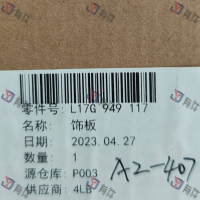 零件号: L17G 949 117
名称: 饰板
日期: 2023.04.27
数量: 1
源仓库: P003
供应商: 4LB
A2-407